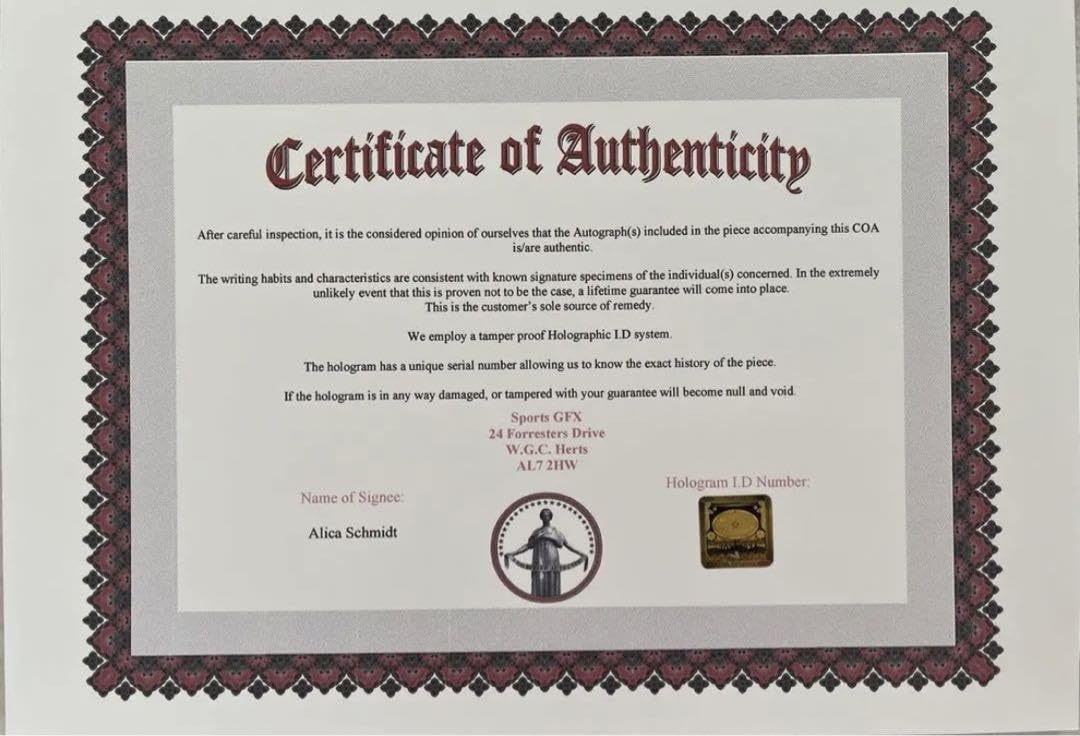 Certificate of Authenticity
After careful inspection, it is the considered opinion of ourselves that the Autograph(s) included in the piece accompanying this COA
is/are authentic.
The writing habits and characteristics are consistent with known signature specimens of the individual(s) concerned. In the extremely
unlikely event that this is proven not to be the case, a lifetime guarantee will come into place.
This is the customer's sole source of remedy.
We employ a tamper proof Holographic I.D system.
The hologram has a unique serial number allowing us to know the exact history of the piece.
If the hologram is in any way damaged, or tampered with your guarantee will become null and void.
Sports GFX
24 Forresters Drive
W.G.C. Herts
AL7 2HW
Hologram I.D Number:
Name of Signee:
Alica Schmidt